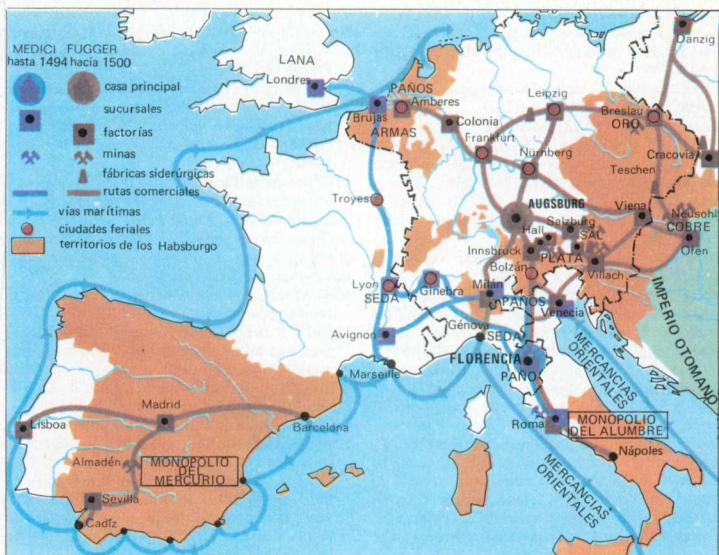 MEDICI FUGGER
hasta 1494 hacia 1500
casa principal
sucursales
factorías
minas
fábricas siderúrgicas
rutas comerciales
vías marítimas
ciudades feriales
territorios de los Habsburgo
LANA
Londres
Danzig
PAÑOS
Amberes
Brujas
ARMAS
Colonia
Leipzig
Breslau
ORO
Frankfurt
Nürnberg
Cracovia
Teschen
Troyes
AUGSBURG
Viena
Neusohl
COBRE
Hall
Salzburg
SAL
Innsbruck
PLATA
Ofen
Bolzán
Villach
Lyon
SEDA
Ginebra
Milán
PAÑOS
Venecia
IMPERIO OTOMANO
Avignon
Génova
SEDA
Marseille
FLORENCIA
PAÑO
MERCANCIAS
ORIENTALES
Madrid
Lisboa
Barcelona
Roma
MONOPOLIO
DEL ALUMBRE
Nápoles
Almadén
MONOPOLIO
DEL
MERCURIO
Sevilla
Cadíz
MERCANCIAS
ORIENTALES